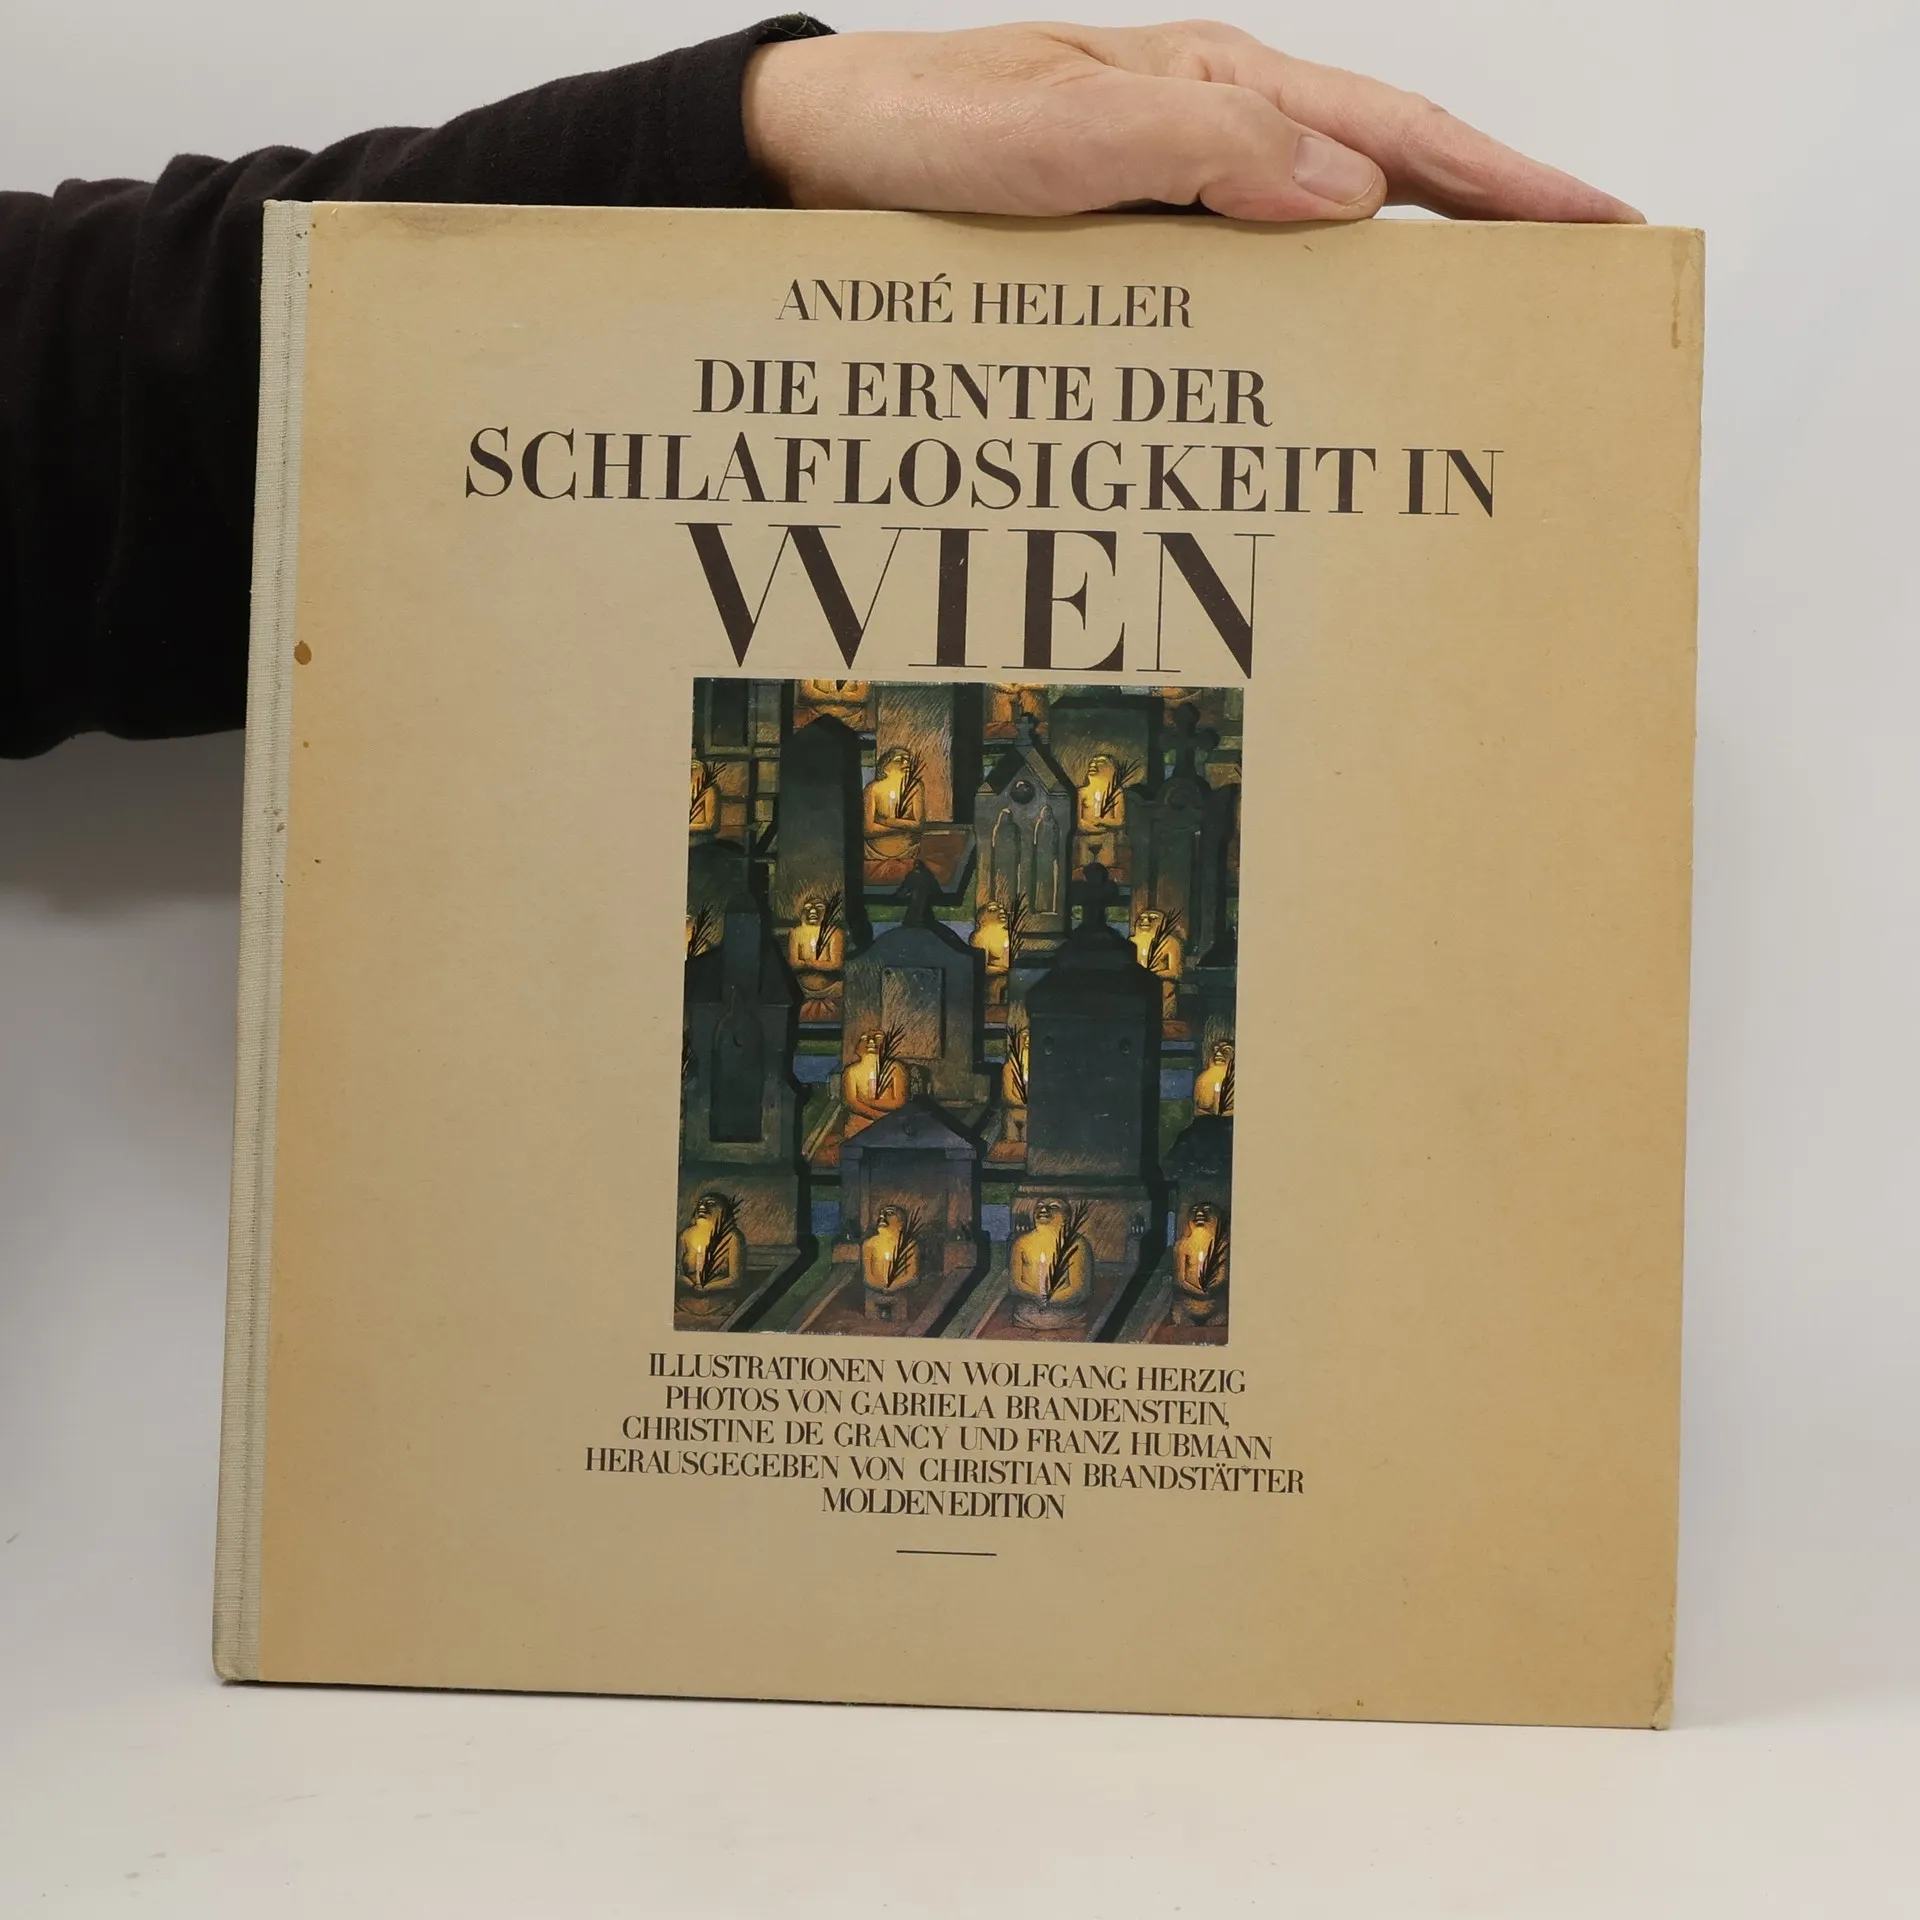 ANDRÉ HELLER
DIE ERNTE DER
SCHLAFLOSIGKEIT IN
WIEN
ILLUSTRATIONEN VON WOLFGANG HERZIG
PHOTOS VON GABRIELA BRANDENSTEIN,
CHRISTINE DE GRANCY UND FRANZ HUBMANN
HERAUSGEGEBEN VON CHRISTIAN BRANDSTÄTTER
MOLDEN EDITION